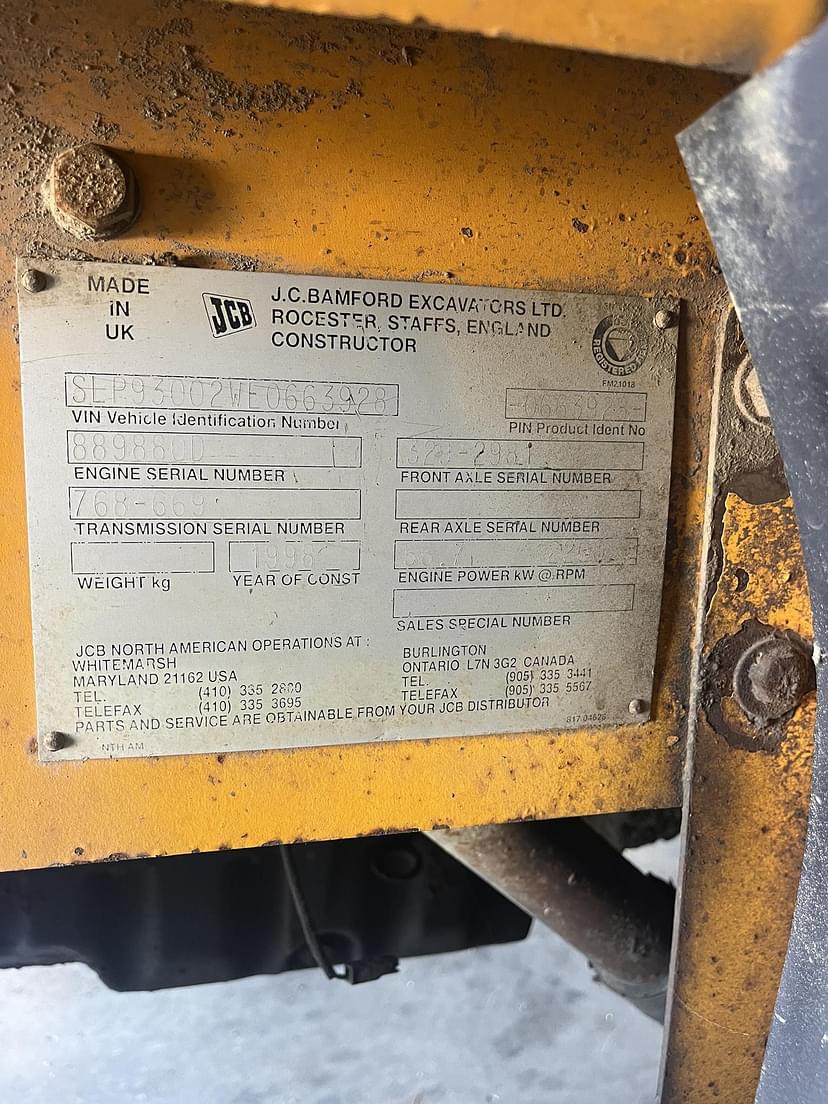 MADE
IN
UK
JCB
J.C.BAMFORD EXCAVATORS LTD.
ROCESTER, STAFFS, ENGLAND
CONSTRUCTOR
FM21018
SLP93002WE0663928
VIN Vehicle Identification Number
PIN Product Ident No
ENGINE SERIAL NUMBER
FRONT AXLE SERIAL NUMBER
768-669
TRANSMISSION SERIAL NUMBER
REAR AXLE SERIAL NUMBER
1998
WEIGHT kg
YEAR OF CONST
ENGINE POWER kW @ RPM
SALES SPECIAL NUMBER
JCB NORTH AMERICAN OPERATIONS AT :
WHITEMARSH
MARYLAND 21162 USA
TEL. (410) 335 2800
TELEFAX (410) 335 3695
BURLINGTON
ONTARIO L7N 3G2 CANADA
TEL. (905) 335 3441
TELEFAX (905) 335 5567
PARTS AND SERVICE ARE OBTAINABLE FROM YOUR JCB DISTRIBUTOR
NTH AM